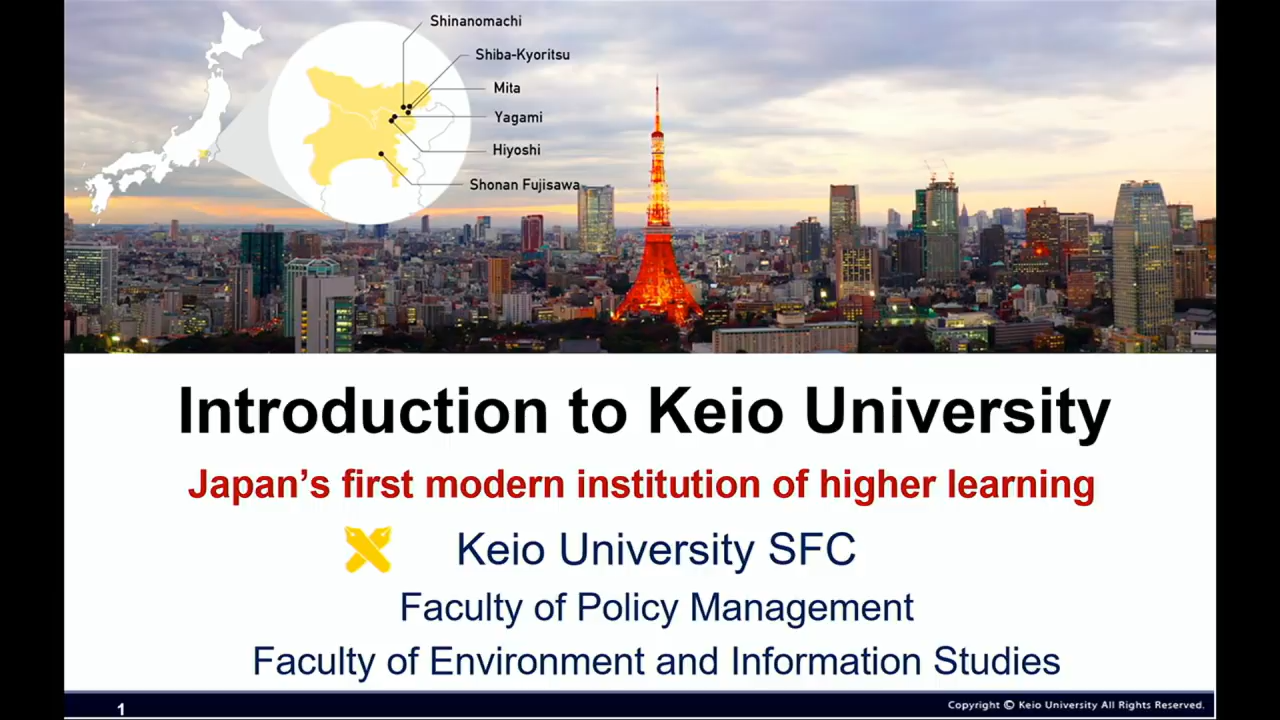 Shinanomachi
Shiba-Kyoritsu
Mita
Yagami
Hiyoshi
Shonan Fujisawa
Introduction to Keio University
Japan's first modern institution of higher learning
Keio University SFC
Faculty of Policy Management
Faculty of Environment and Information Studies
1
Copyright © Keio University All Rights Reserved.